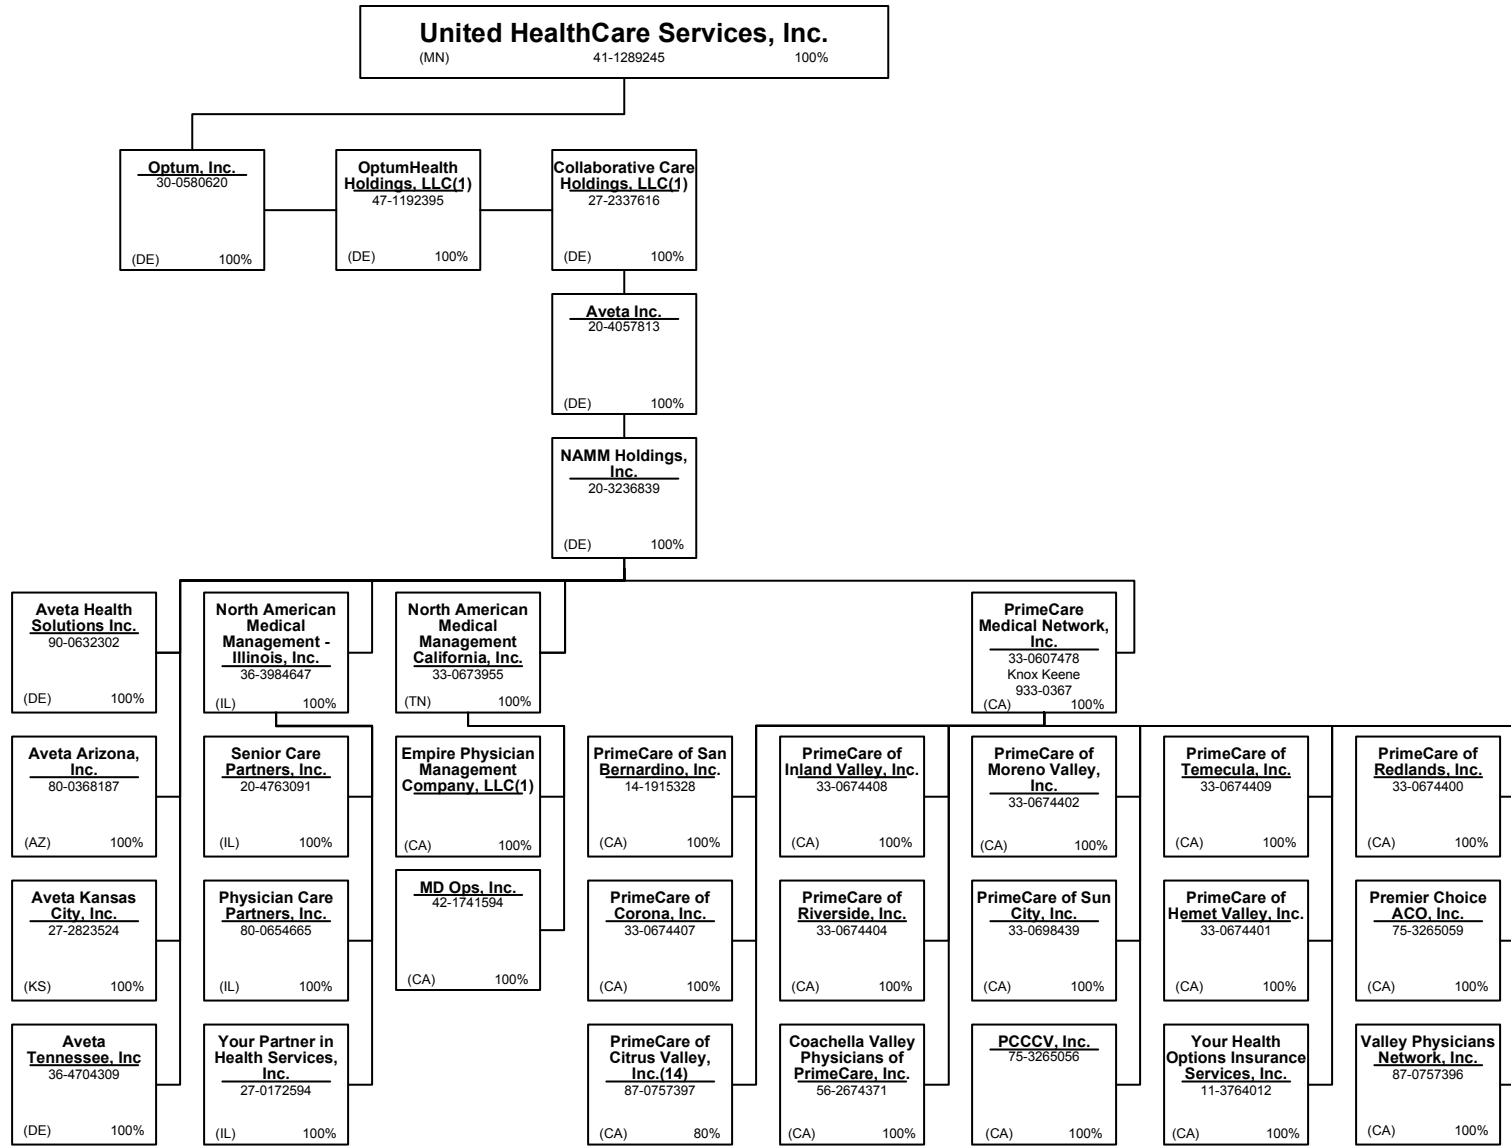 United HealthCare Services, Inc.
(MN) 41-1289245 100%
Optum, Inc.
30-0580620
(DE) 100%
OptumHealth
Holdings, LLC(1)
47-1192395
(DE) 100%
Collaborative Care
Holdings, LLC(1)
27-2337616
(DE) 100%
Aveta Inc.
20-4057813
(DE) 100%
NAMM Holdings,
Inc.
20-3236839
(DE) 100%
Aveta Health
Solutions Inc.
90-0632302
(DE) 100%
North American
Medical
Management -
Illinois, Inc.
36-3984647
(IL) 100%
North American
Medical
Management
California, Inc.
33-0673955
(TN) 100%
PrimeCare
Medical Network,
Inc.
33-0607478
Knox Keene
933-0367
(CA) 100%
Aveta Arizona,
Inc.
80-0368187
(AZ) 100%
Senior Care
Partners, Inc.
20-4763091
(IL) 100%
Empire Physician
Management
Company, LLC(1)
(CA) 100%
PrimeCare of San
Bernardino, Inc.
14-1915328
(CA) 100%
PrimeCare of
Inland Valley, Inc.
33-0674408
(CA) 100%
PrimeCare of
Moreno Valley,
Inc.
33-0674402
(CA) 100%
PrimeCare of
Temecula, Inc.
33-0674409
(CA) 100%
PrimeCare of
Redlands, Inc.
33-0674400
(CA) 100%
Aveta Kansas
City, Inc.
27-2823524
(KS) 100%
Physician Care
Partners, Inc.
80-0654665
(IL) 100%
MD Ops, Inc.
42-1741594
(CA) 100%
PrimeCare of
Corona, Inc.
33-0674407
(CA) 100%
PrimeCare of
Riverside, Inc.
33-0674404
(CA) 100%
PrimeCare of Sun
City, Inc.
33-0698439
(CA) 100%
PrimeCare of
Hemet Valley, Inc.
33-0674401
(CA) 100%
Premier Choice
ACO, Inc.
75-3265059
(CA) 100%
Aveta
Tennessee, Inc
36-4704309
(DE) 100%
Your Partner in
Health Services,
Inc.
27-0172594
(IL) 100%
PrimeCare of
Citrus Valley,
Inc.(14)
87-0757397
(CA) 80%
Coachella Valley
Physicians of
PrimeCare, Inc.
56-2674371
(CA) 100%
PCCCV, Inc.
75-3265056
(CA) 100%
Your Health
Options Insurance
Services, Inc.
11-3764012
(CA) 100%
Valley Physicians
Network, Inc.
87-0757396
(CA) 100%